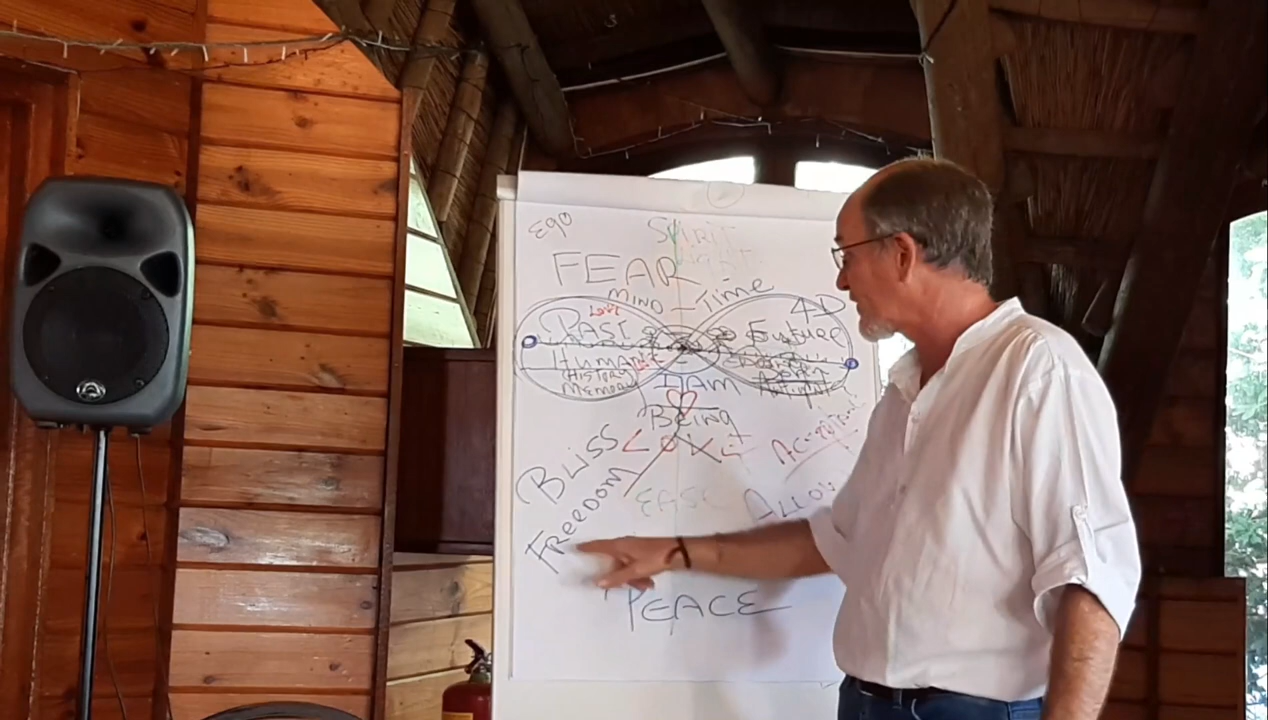 Ego
SPIRIT
FEAR
MIND - Time
Love
4D
PAST
Future
HUMAN
HISTORY
MEMORY
I AM
BEING
BLISS
FREEDOM
EASE
ALLOW
PEACE